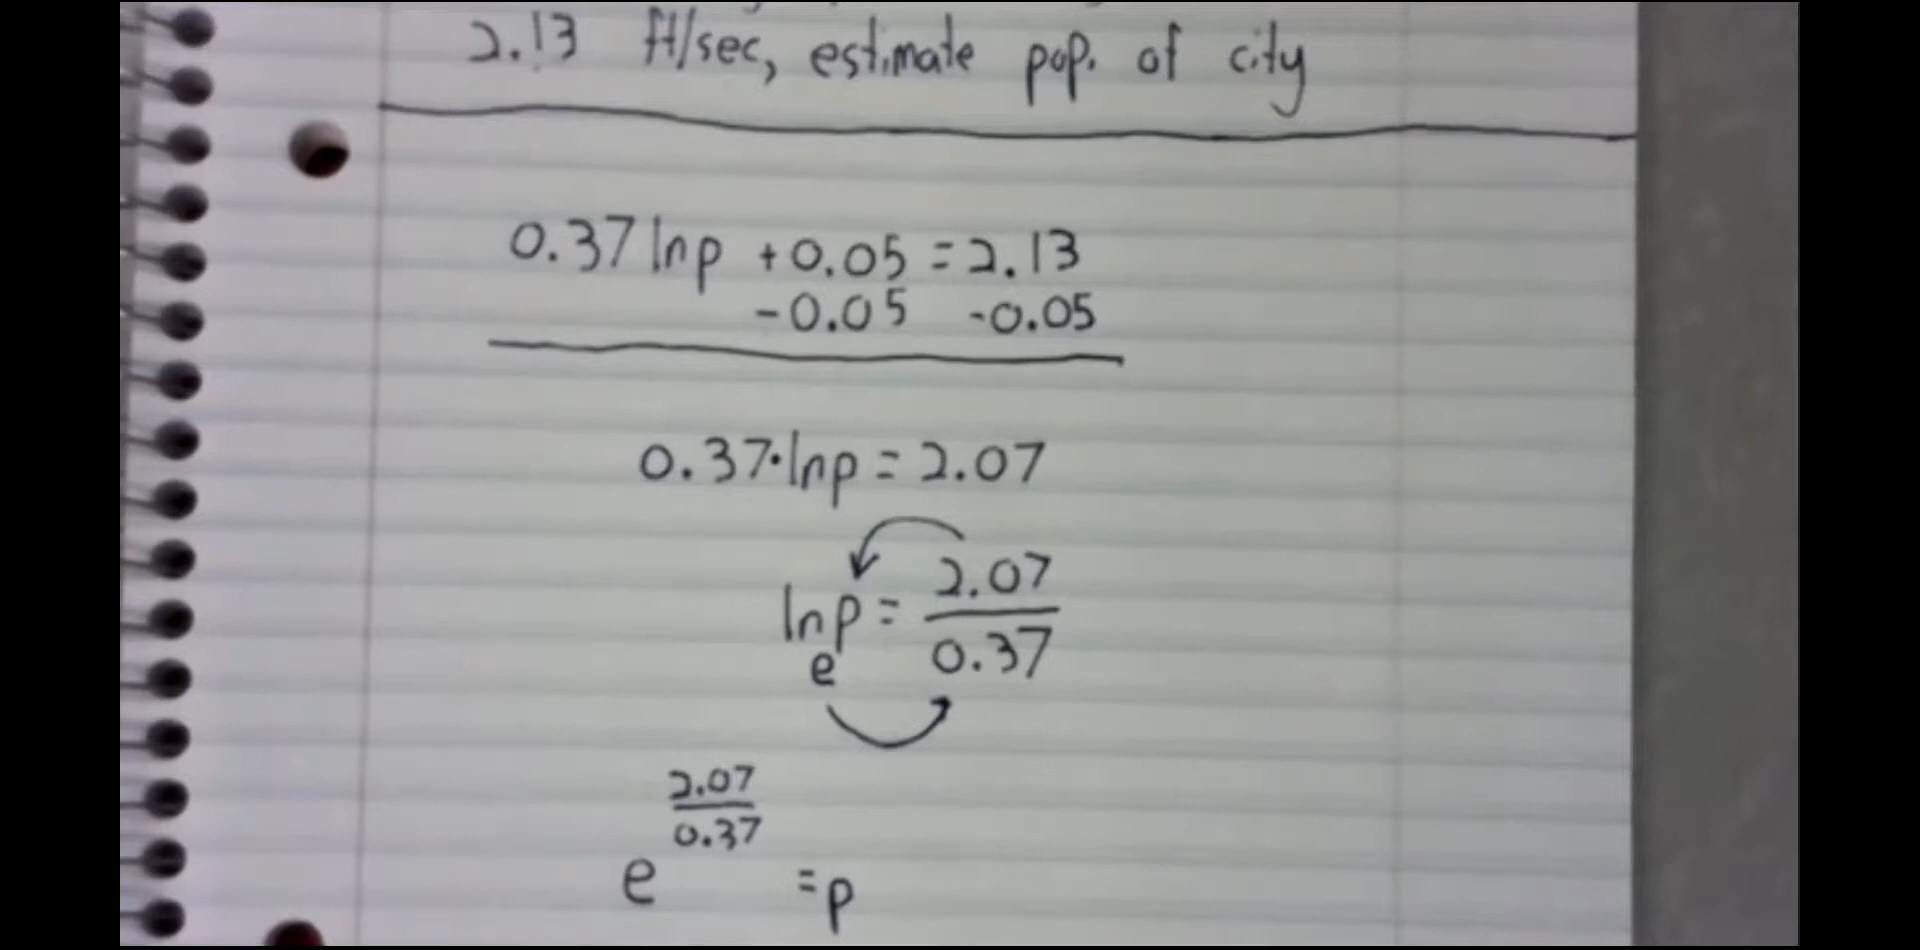 2.13 ft/sec, estimate pop. of city
0.37 ln p + 0.05 = 2.13
- 0.05 - 0.05
0.37 · ln p = 2.07
ln p = 2.07
0.37
e
2.07
0.37
e = p